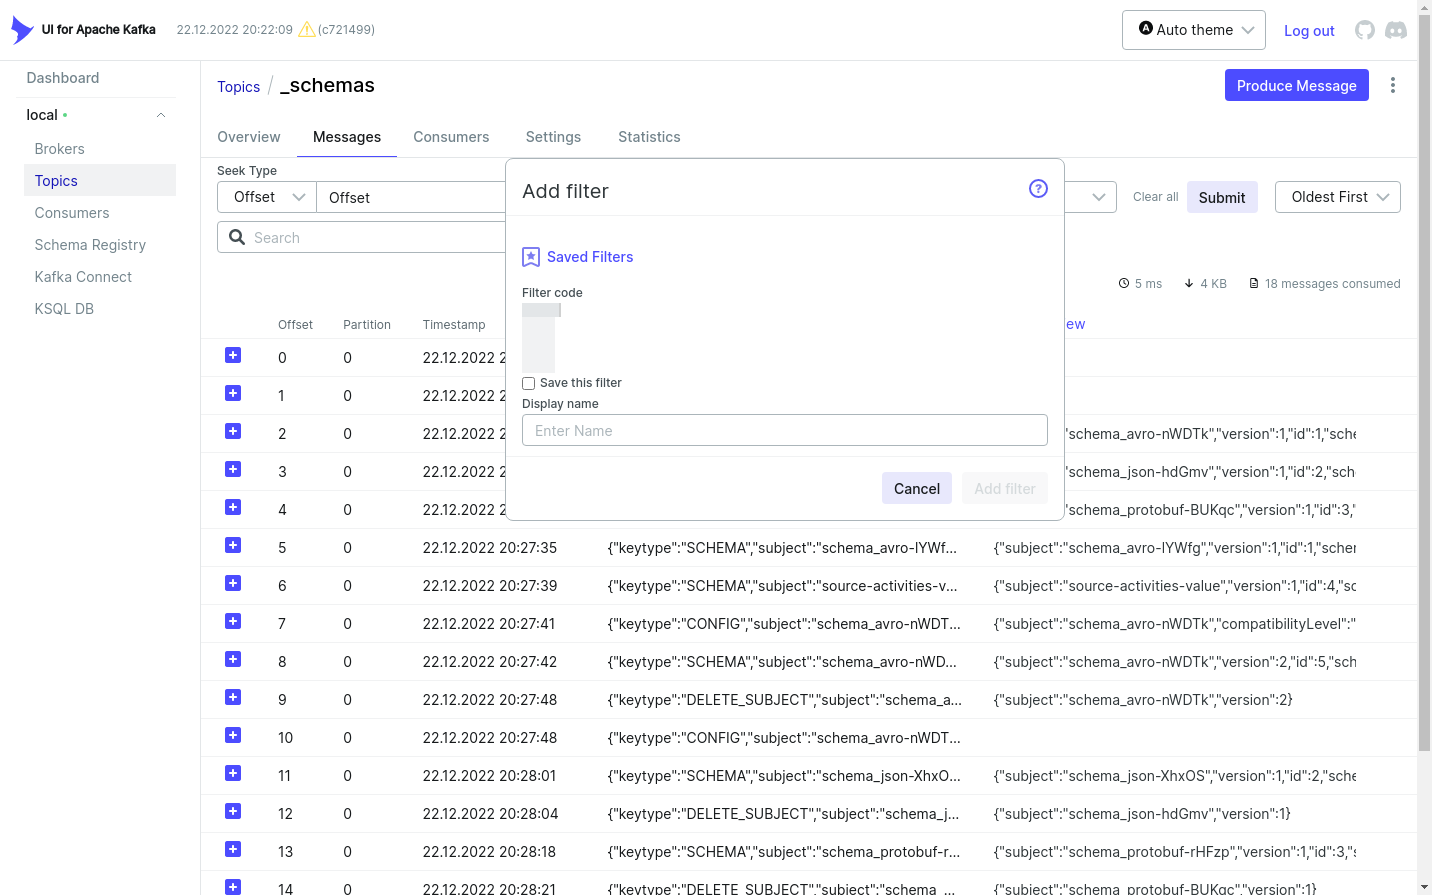 UI for Apache Kafka
22.12.2022 20:22:09 (c721499)
A Auto theme
Log out
Dashboard
local
Brokers
Topics
Consumers
Schema Registry
Kafka Connect
KSQL DB
Topics / _schemas
Produce Message
Overview Messages Consumers Settings Statistics
Seek Type
Offset Offset
Clear all Submit Oldest First
Search
5 ms 4 KB 18 messages consumed
Add filter ?
Saved Filters
Filter code
Save this filter
Display name
Enter Name
Cancel Add filter
Offset Partition Timestamp ew
0 0 22.12.2022 2
1 0 22.12.2022 2
2 0 22.12.2022 2 "schema_avro-nWDTk","version":1,"id":1,"sche
3 0 22.12.2022 2 "schema_json-hdGmv","version":1,"id":2,"sch
4 0 22.12.2022 2 "schema_protobuf-BUKqc","version":1,"id":3,"
5 0 22.12.2022 20:27:35 {"keytype":"SCHEMA","subject":"schema_avro-IYWf... {"subject":"schema_avro-IYWfg","version":1,"id":1,"scher
6 0 22.12.2022 20:27:39 {"keytype":"SCHEMA","subject":"source-activities-v... {"subject":"source-activities-value","version":1,"id":4,"sc
7 0 22.12.2022 20:27:41 {"keytype":"CONFIG","subject":"schema_avro-nWDT... {"subject":"schema_avro-nWDTk","compatibilityLevel":"
8 0 22.12.2022 20:27:42 {"keytype":"SCHEMA","subject":"schema_avro-nWD... {"subject":"schema_avro-nWDTk","version":2,"id":5,"sch
9 0 22.12.2022 20:27:48 {"keytype":"DELETE_SUBJECT","subject":"schema_a... {"subject":"schema_avro-nWDTk","version":2}
10 0 22.12.2022 20:27:48 {"keytype":"CONFIG","subject":"schema_avro-nWDT...
11 0 22.12.2022 20:28:01 {"keytype":"SCHEMA","subject":"schema_json-XhxO... {"subject":"schema_json-XhxOS","version":1,"id":2,"sche
12 0 22.12.2022 20:28:04 {"keytype":"DELETE_SUBJECT","subject":"schema_j... {"subject":"schema_json-hdGmv","version":1}
13 0 22.12.2022 20:28:18 {"keytype":"SCHEMA","subject":"schema_protobuf-r... {"subject":"schema_protobuf-rHFzp","version":1,"id":3,"s
14 0 22.12.2022 20:28:21 {"keytype":"DELETE_SUBJECT","subject":"schema_... {"subject":"schema_protobuf-BUKqc","version":1}